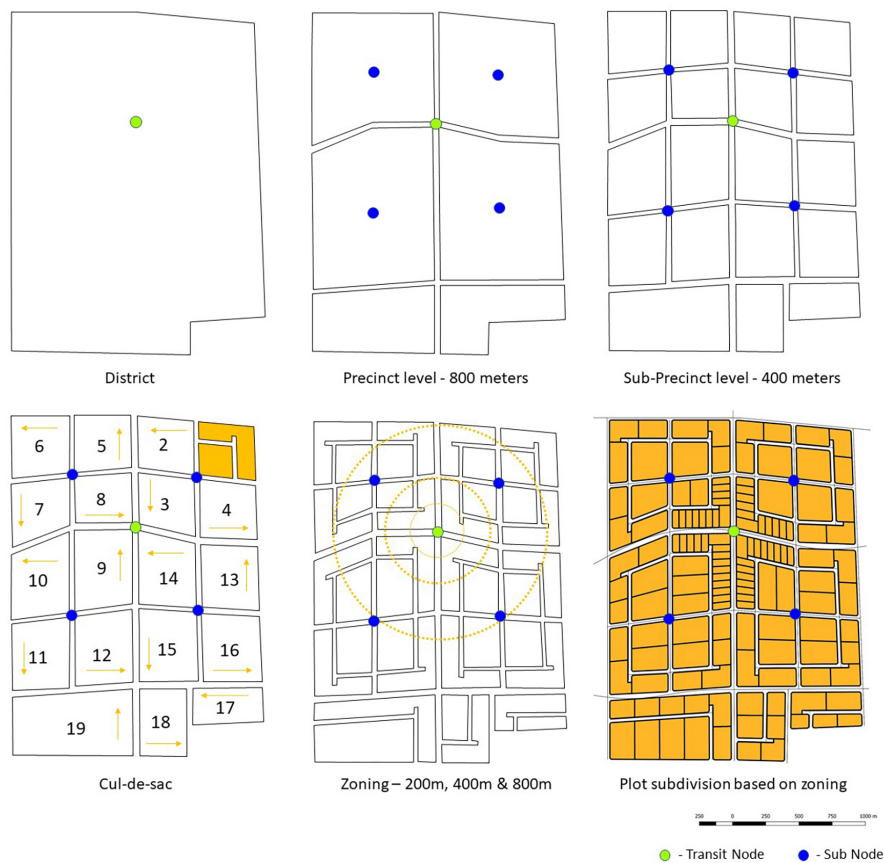 District
Precinct level - 800 meters
Sub-Precinct level - 400 meters
6
5
2
7
8
3
4
10
9
14
13
11
12
15
16
19
18
17
Cul-de-sac
Zoning – 200m, 400m & 800m
Plot subdivision based on zoning
250 0 250 500 750 1000 m
- Transit Node
- Sub Node